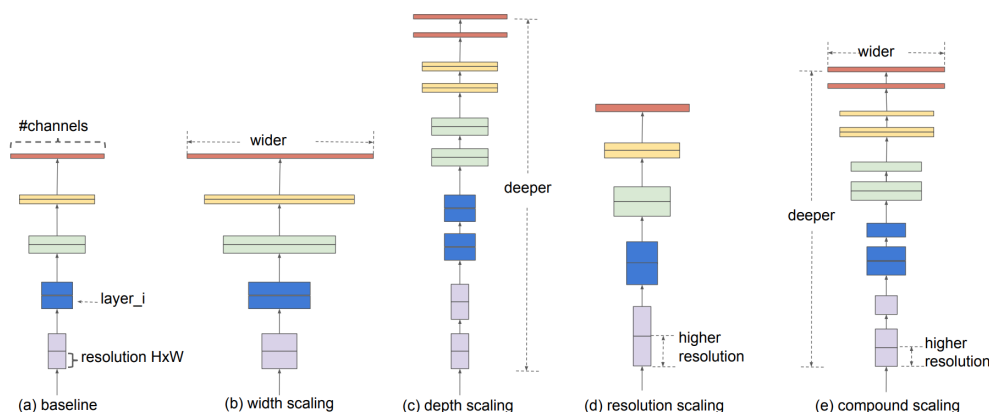 #channels
layer_i
resolution HxW
(a) baseline
wider
(b) width scaling
deeper
(c) depth scaling
higher
resolution
(d) resolution scaling
wider
deeper
higher
resolution
(e) compound scaling